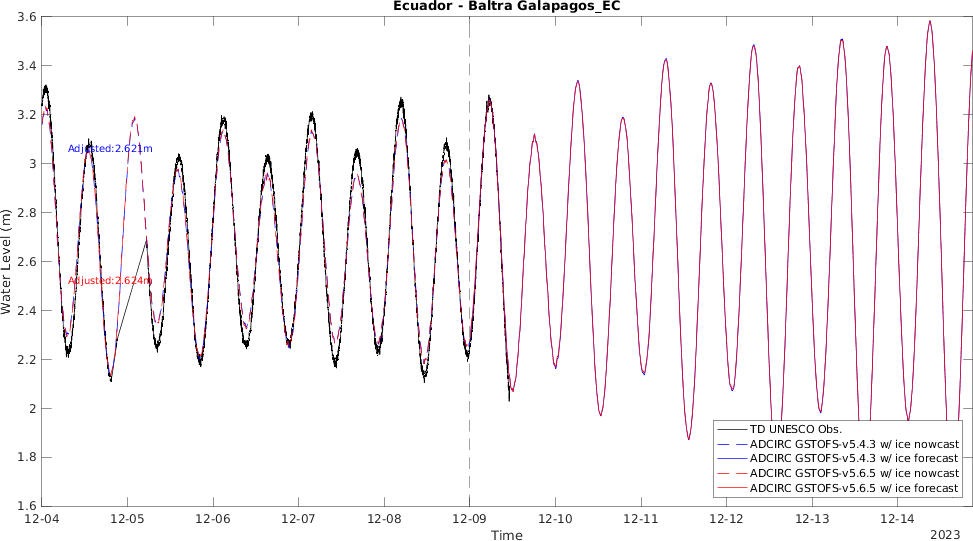 Ecuador - Baltra Galapagos_EC
3.6
3.4
3.2
3
2.8
2.6
2.4
2.2
2
1.8
1.6
Water Level (m)
Adjusted:2.621m
Adjusted:2.624m
TD UNESCO Obs.
ADCIRC GSTOFS-v5.4.3 w/ ice nowcast
ADCIRC GSTOFS-v5.4.3 w/ ice forecast
ADCIRC GSTOFS-v5.6.5 w/ ice nowcast
ADCIRC GSTOFS-v5.6.5 w/ ice forecast
12-04 12-05 12-06 12-07 12-08 12-09 12-10 12-11 12-12 12-13 12-14
Time
2023